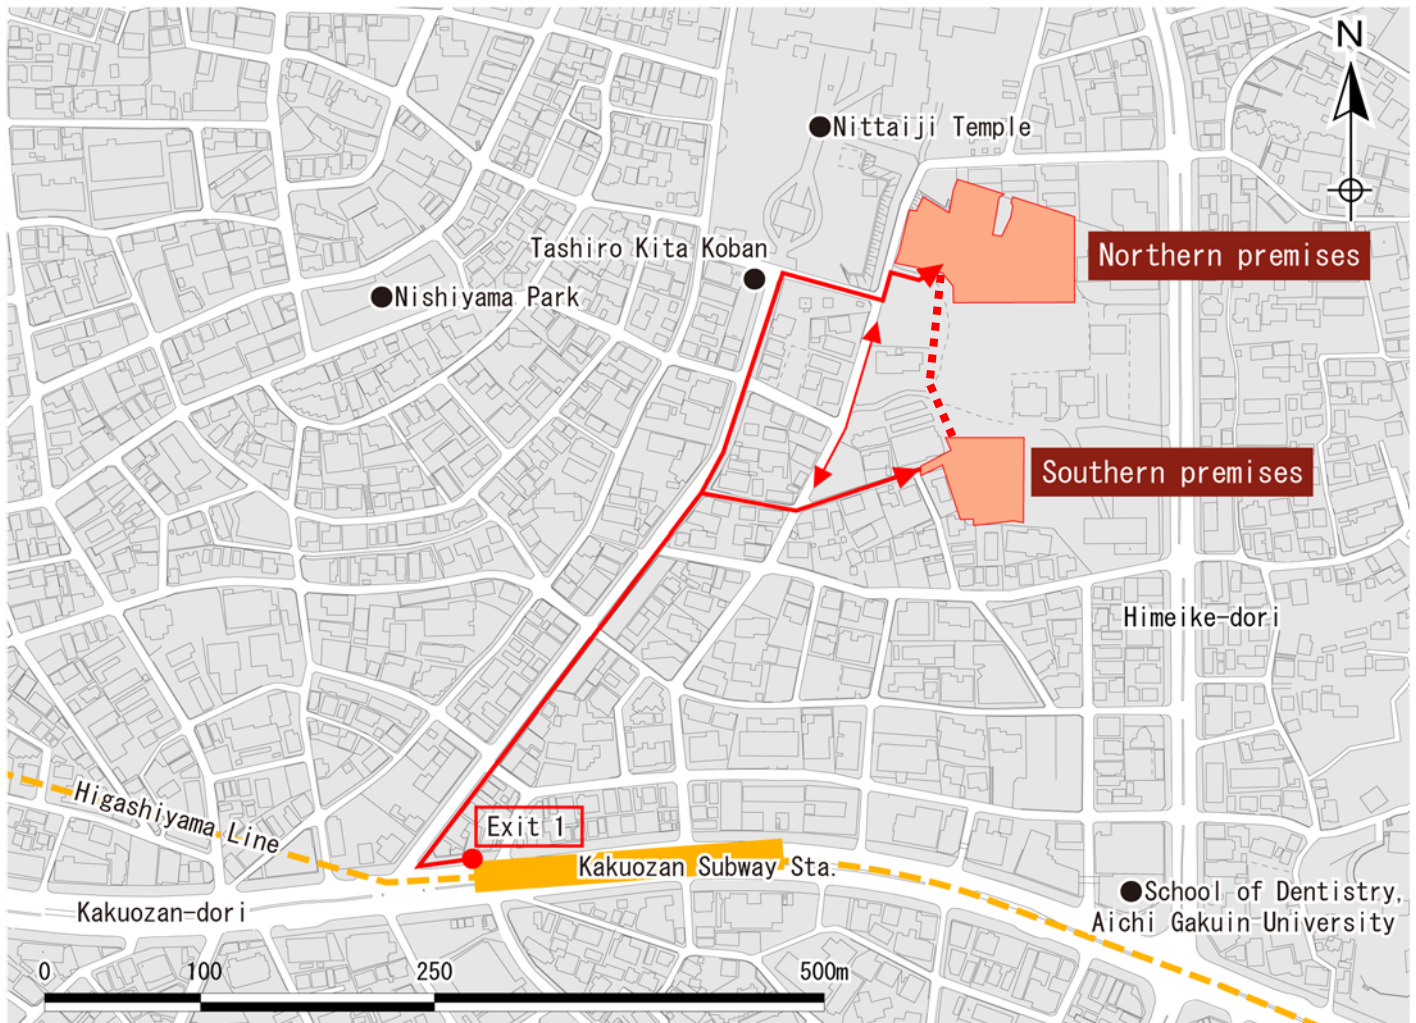 N
Nittaiji Temple
Tashiro Kita Koban
Northern premises
Nishiyama Park
Southern premises
Himeike-dori
Higashiyama Line
Exit 1
Kakuozan Subway Sta.
School of Dentistry,
Aichi Gakuin University
Kakuozan-dori
0 100 250 500m